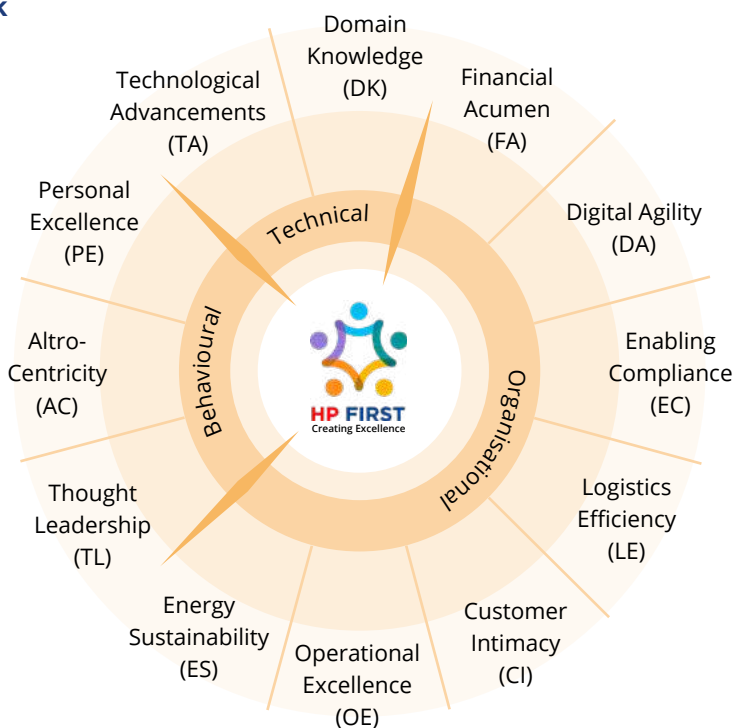 k
Domain
Knowledge
(DK)
Financial
Acumen
(FA)
Digital Agility
(DA)
Enabling
Compliance
(EC)
Logistics
Efficiency
(LE)
Customer
Intimacy
(CI)
Operational
Excellence
(OE)
Energy
Sustainability
(ES)
Thought
Leadership
(TL)
Altro-
Centricity
(AC)
Personal
Excellence
(PE)
Technological
Advancements
(TA)
Technical
Organisational
Behavioural
HP FIRST
Creating Excellence